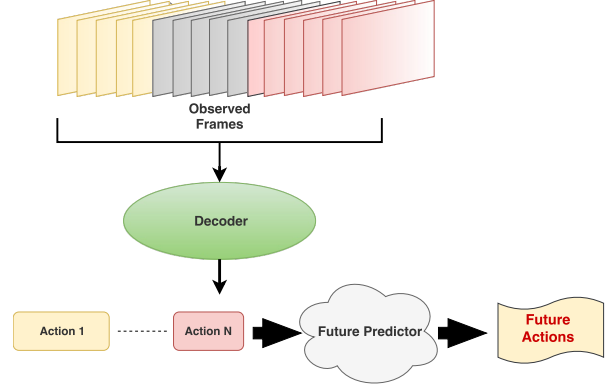 Observed
Frames
Decoder
Action 1
Action N
Future Predictor
Future
Actions